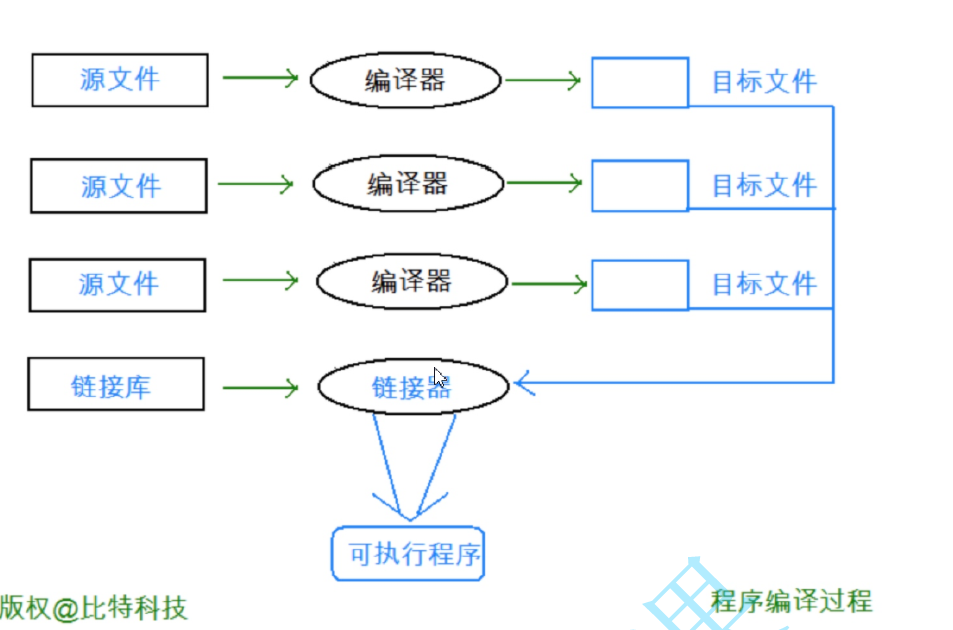 源文件 编译器 目标文件
源文件 编译器 目标文件
源文件 编译器 目标文件
链接库 链接器
可执行程序
版权@比特科技 程序编译过程